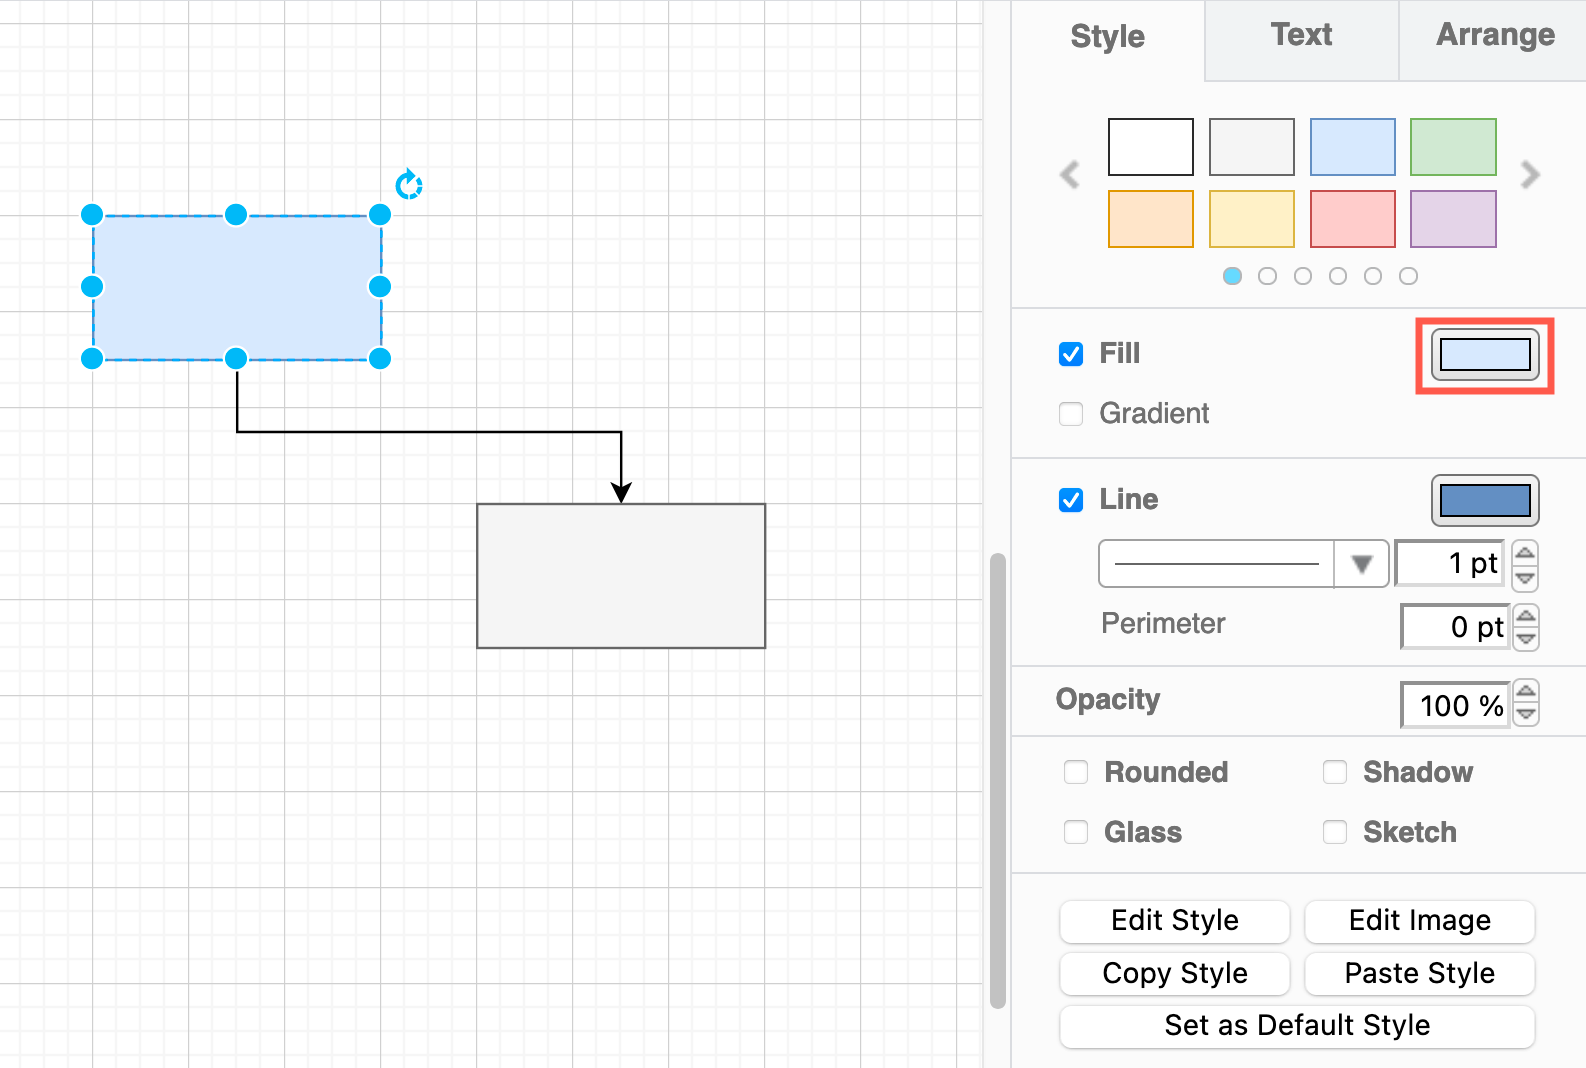 Style Text Arrange
Fill
Gradient
Line
1 pt
Perimeter 0 pt
Opacity 100 %
Rounded Shadow
Glass Sketch
Edit Style Edit Image
Copy Style Paste Style
Set as Default Style